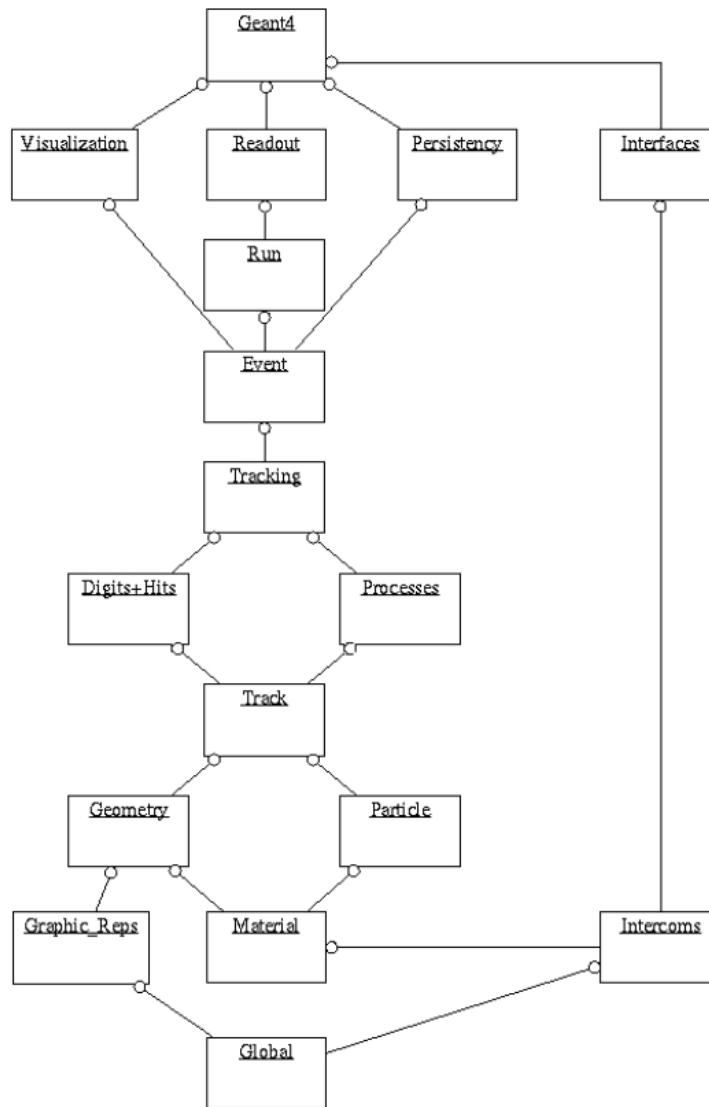 Geant4
Visualization
Readout
Persistency
Interfaces
Run
Event
Tracking
Digits+Hits
Processes
Track
Geometry
Particle
Graphic_Reps
Material
Intercoms
Global